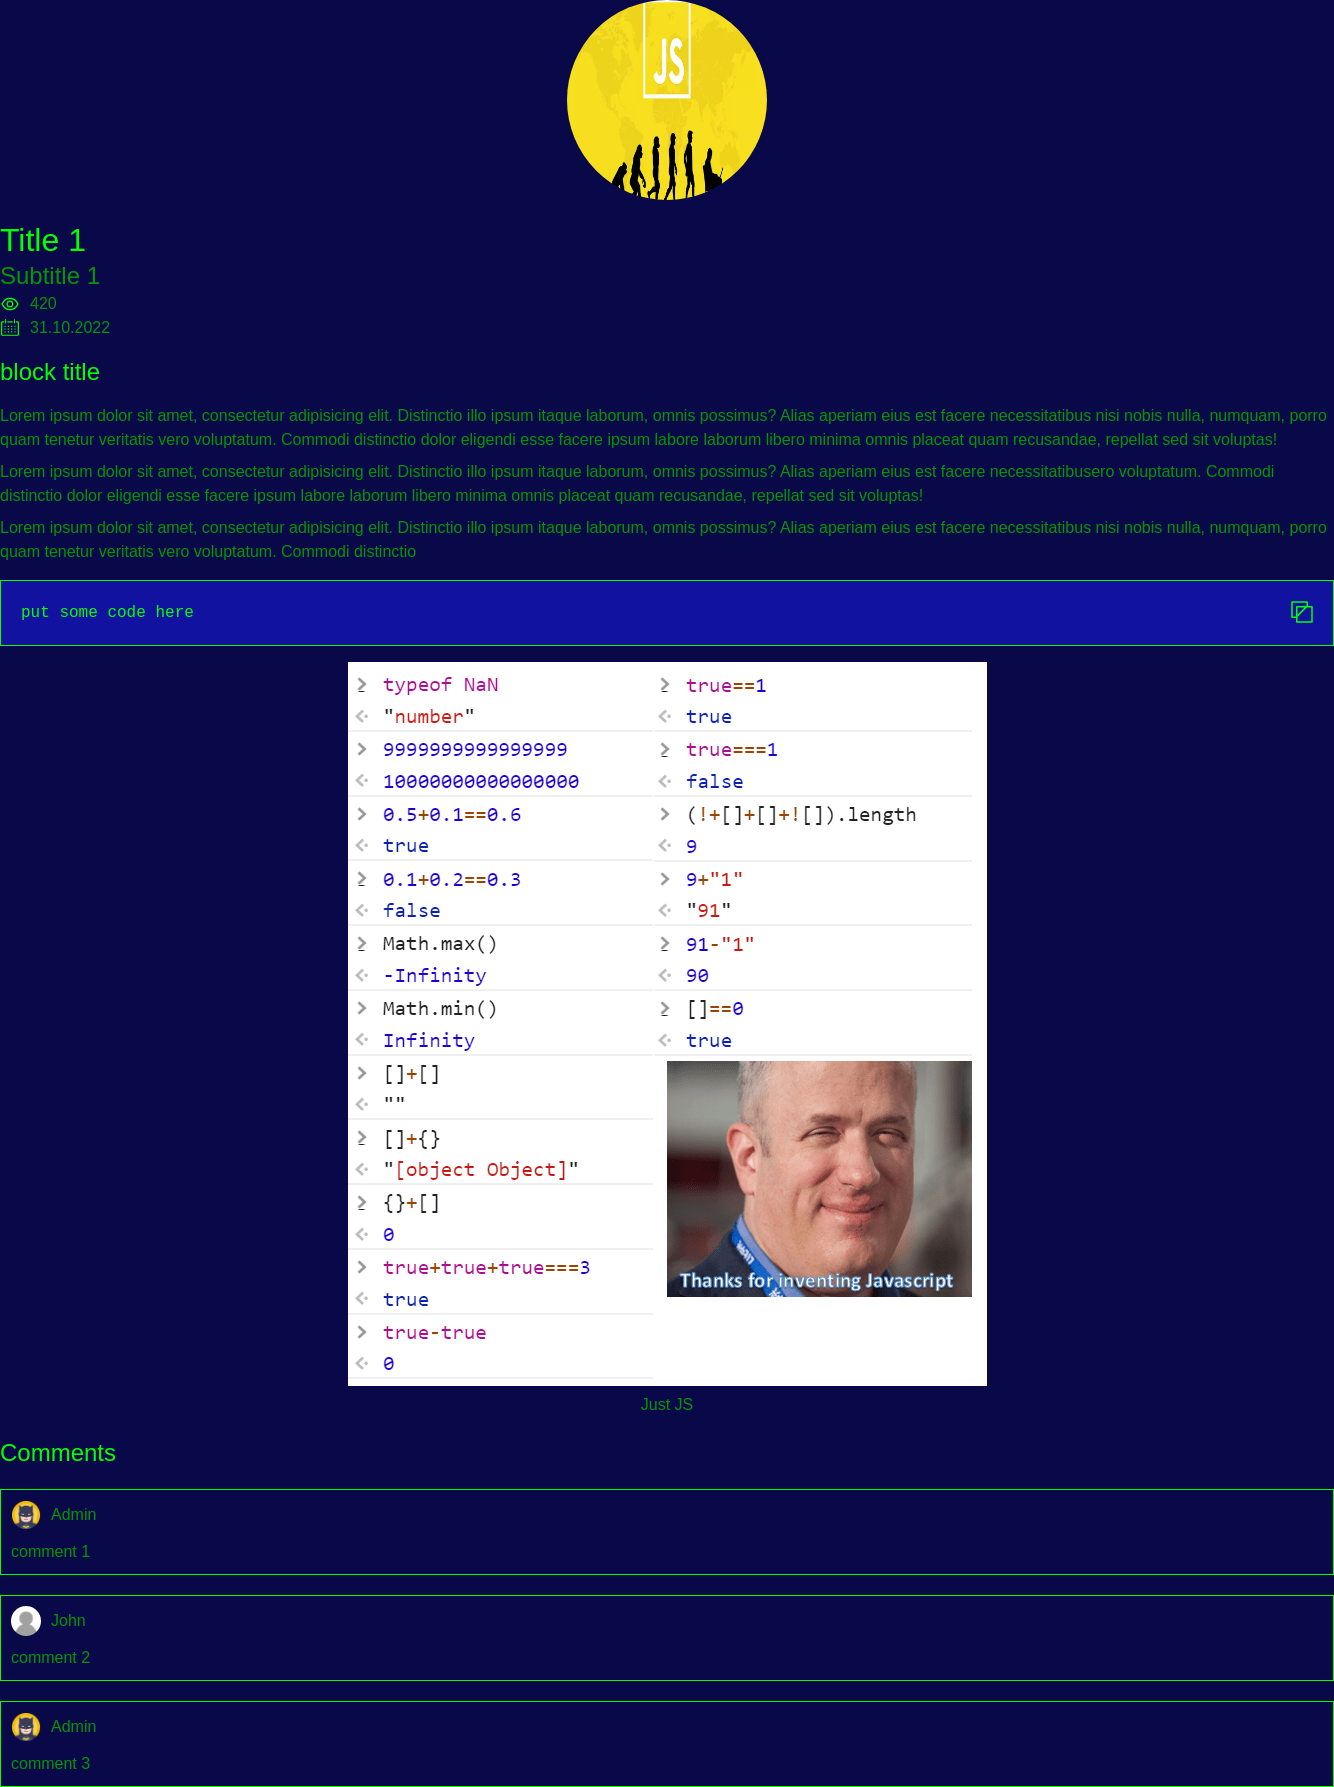 JS
Title 1
Subtitle 1
420
31.10.2022
block title
Lorem ipsum dolor sit amet, consectetur adipisicing elit. Distinctio illo ipsum itaque laborum, omnis possimus? Alias aperiam eius est facere necessitatibus nisi nobis nulla, numquam, porro
quam tenetur veritatis vero voluptatum. Commodi distinctio dolor eligendi esse facere ipsum labore laborum libero minima omnis placeat quam recusandae, repellat sed sit voluptas!
Lorem ipsum dolor sit amet, consectetur adipisicing elit. Distinctio illo ipsum itaque laborum, omnis possimus? Alias aperiam eius est facere necessitatibusero voluptatum. Commodi
distinctio dolor eligendi esse facere ipsum labore laborum libero minima omnis placeat quam recusandae, repellat sed sit voluptas!
Lorem ipsum dolor sit amet, consectetur adipisicing elit. Distinctio illo ipsum itaque laborum, omnis possimus? Alias aperiam eius est facere necessitatibus nisi nobis nulla, numquam, porro
quam tenetur veritatis vero voluptatum. Commodi distinctio
put some code here
typeof NaN
"number"
9999999999999999
10000000000000000
0.5+0.1==0.6
true
0.1+0.2==0.3
false
Math.max()
-Infinity
Math.min()
Infinity
[]+[]
""
[]+{}
"[object Object]"
{}+[]
0
true+true+true===3
true
true-true
0
true==1
true
true===1
false
(!+[]+[]+![]).length
9
9+"1"
"91"
91-"1"
90
[]==0
true
Thanks for inventing Javascript
Just JS
Comments
Admin
comment 1
John
comment 2
Admin
comment 3